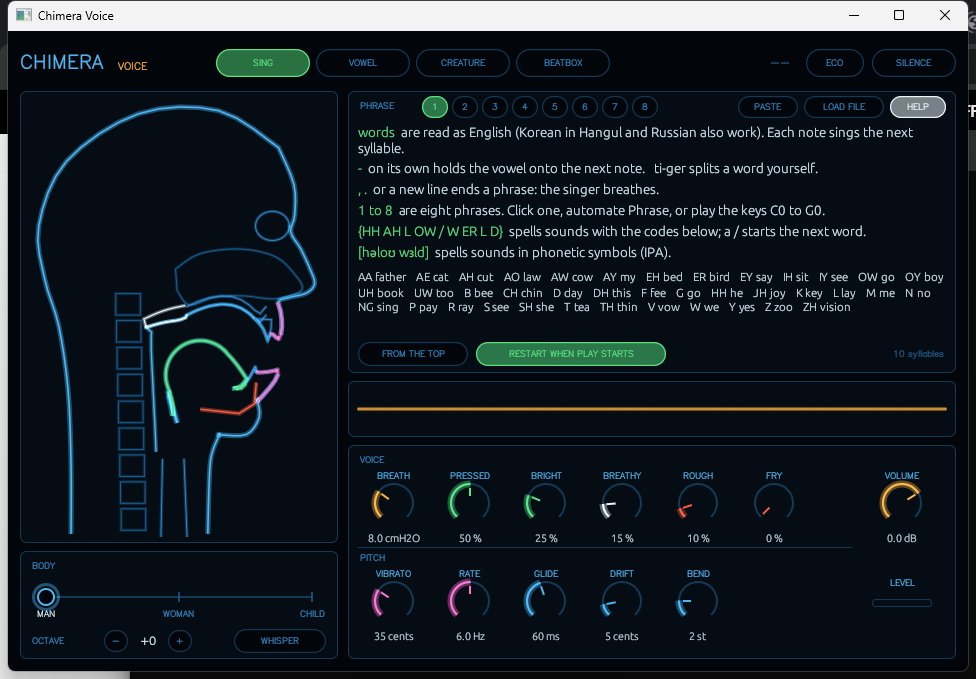 Chimera Voice
CHIMERA VOICE
SING VOWEL CREATURE BEATBOX -- ECO SILENCE
PHRASE 1 2 3 4 5 6 7 8 PASTE LOAD FILE HELP
words are read as English (Korean in Hangul and Russian also work). Each note sings the next
syllable.
- on its own holds the vowel onto the next note. ti-ger splits a word yourself.
, . or a new line ends a phrase: the singer breathes.
1 to 8 are eight phrases. Click one, automate Phrase, or play the keys C0 to G0.
{HH AH L OW / W ER L D} spells sounds with the codes below; a / starts the next word.
[həloʊ wɜld] spells sounds in phonetic symbols (IPA).
AA father AE cat AH cut AO law AW cow AY my EH bed ER bird EY say IH sit IY see OW go OY boy
UH book UW too B bee CH chin D day DH this F fee G go HH he JH joy K key L lay M me N no
NG sing P pay R ray S see SH she T tea TH thin V vow W we Y yes Z zoo ZH vision
FROM THE TOP RESTART WHEN PLAY STARTS 10 syllables
VOICE
BREATH PRESSED BRIGHT BREATHY ROUGH FRY VOLUME
8.0 cmH2O 50 % 25 % 15 % 10 % 0 % 0.0 dB
PITCH
VIBRATO RATE GLIDE DRIFT BEND LEVEL
35 cents 6.0 Hz 60 ms 5 cents 2 st
BODY
MAN WOMAN CHILD
OCTAVE - +0 + WHISPER